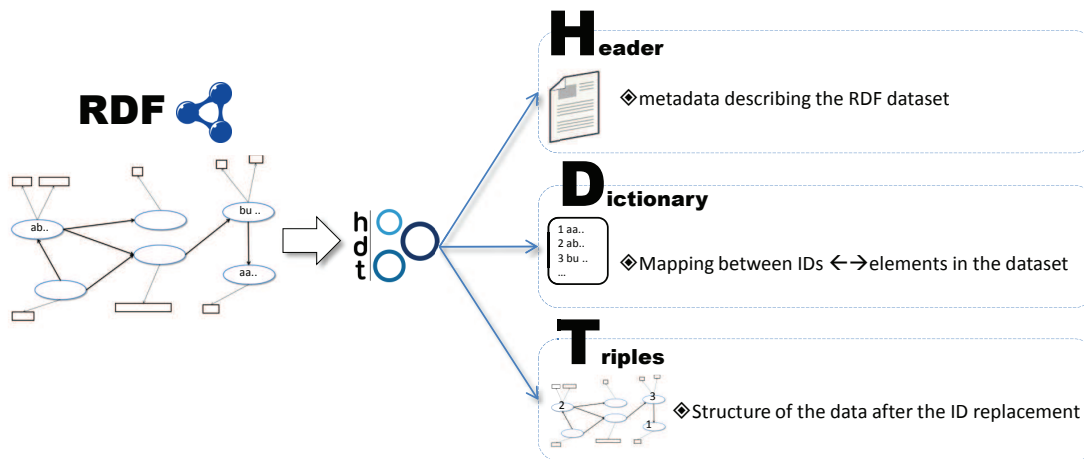 RDF
ab..
bu ..
aa..
h
d
t
Header
◈metadata describing the RDF dataset
Dictionary
1 aa..
2 ab..
3 bu ..
...
◈Mapping between IDs ←→elements in the dataset
Triples
2
3
1
◈Structure of the data after the ID replacement